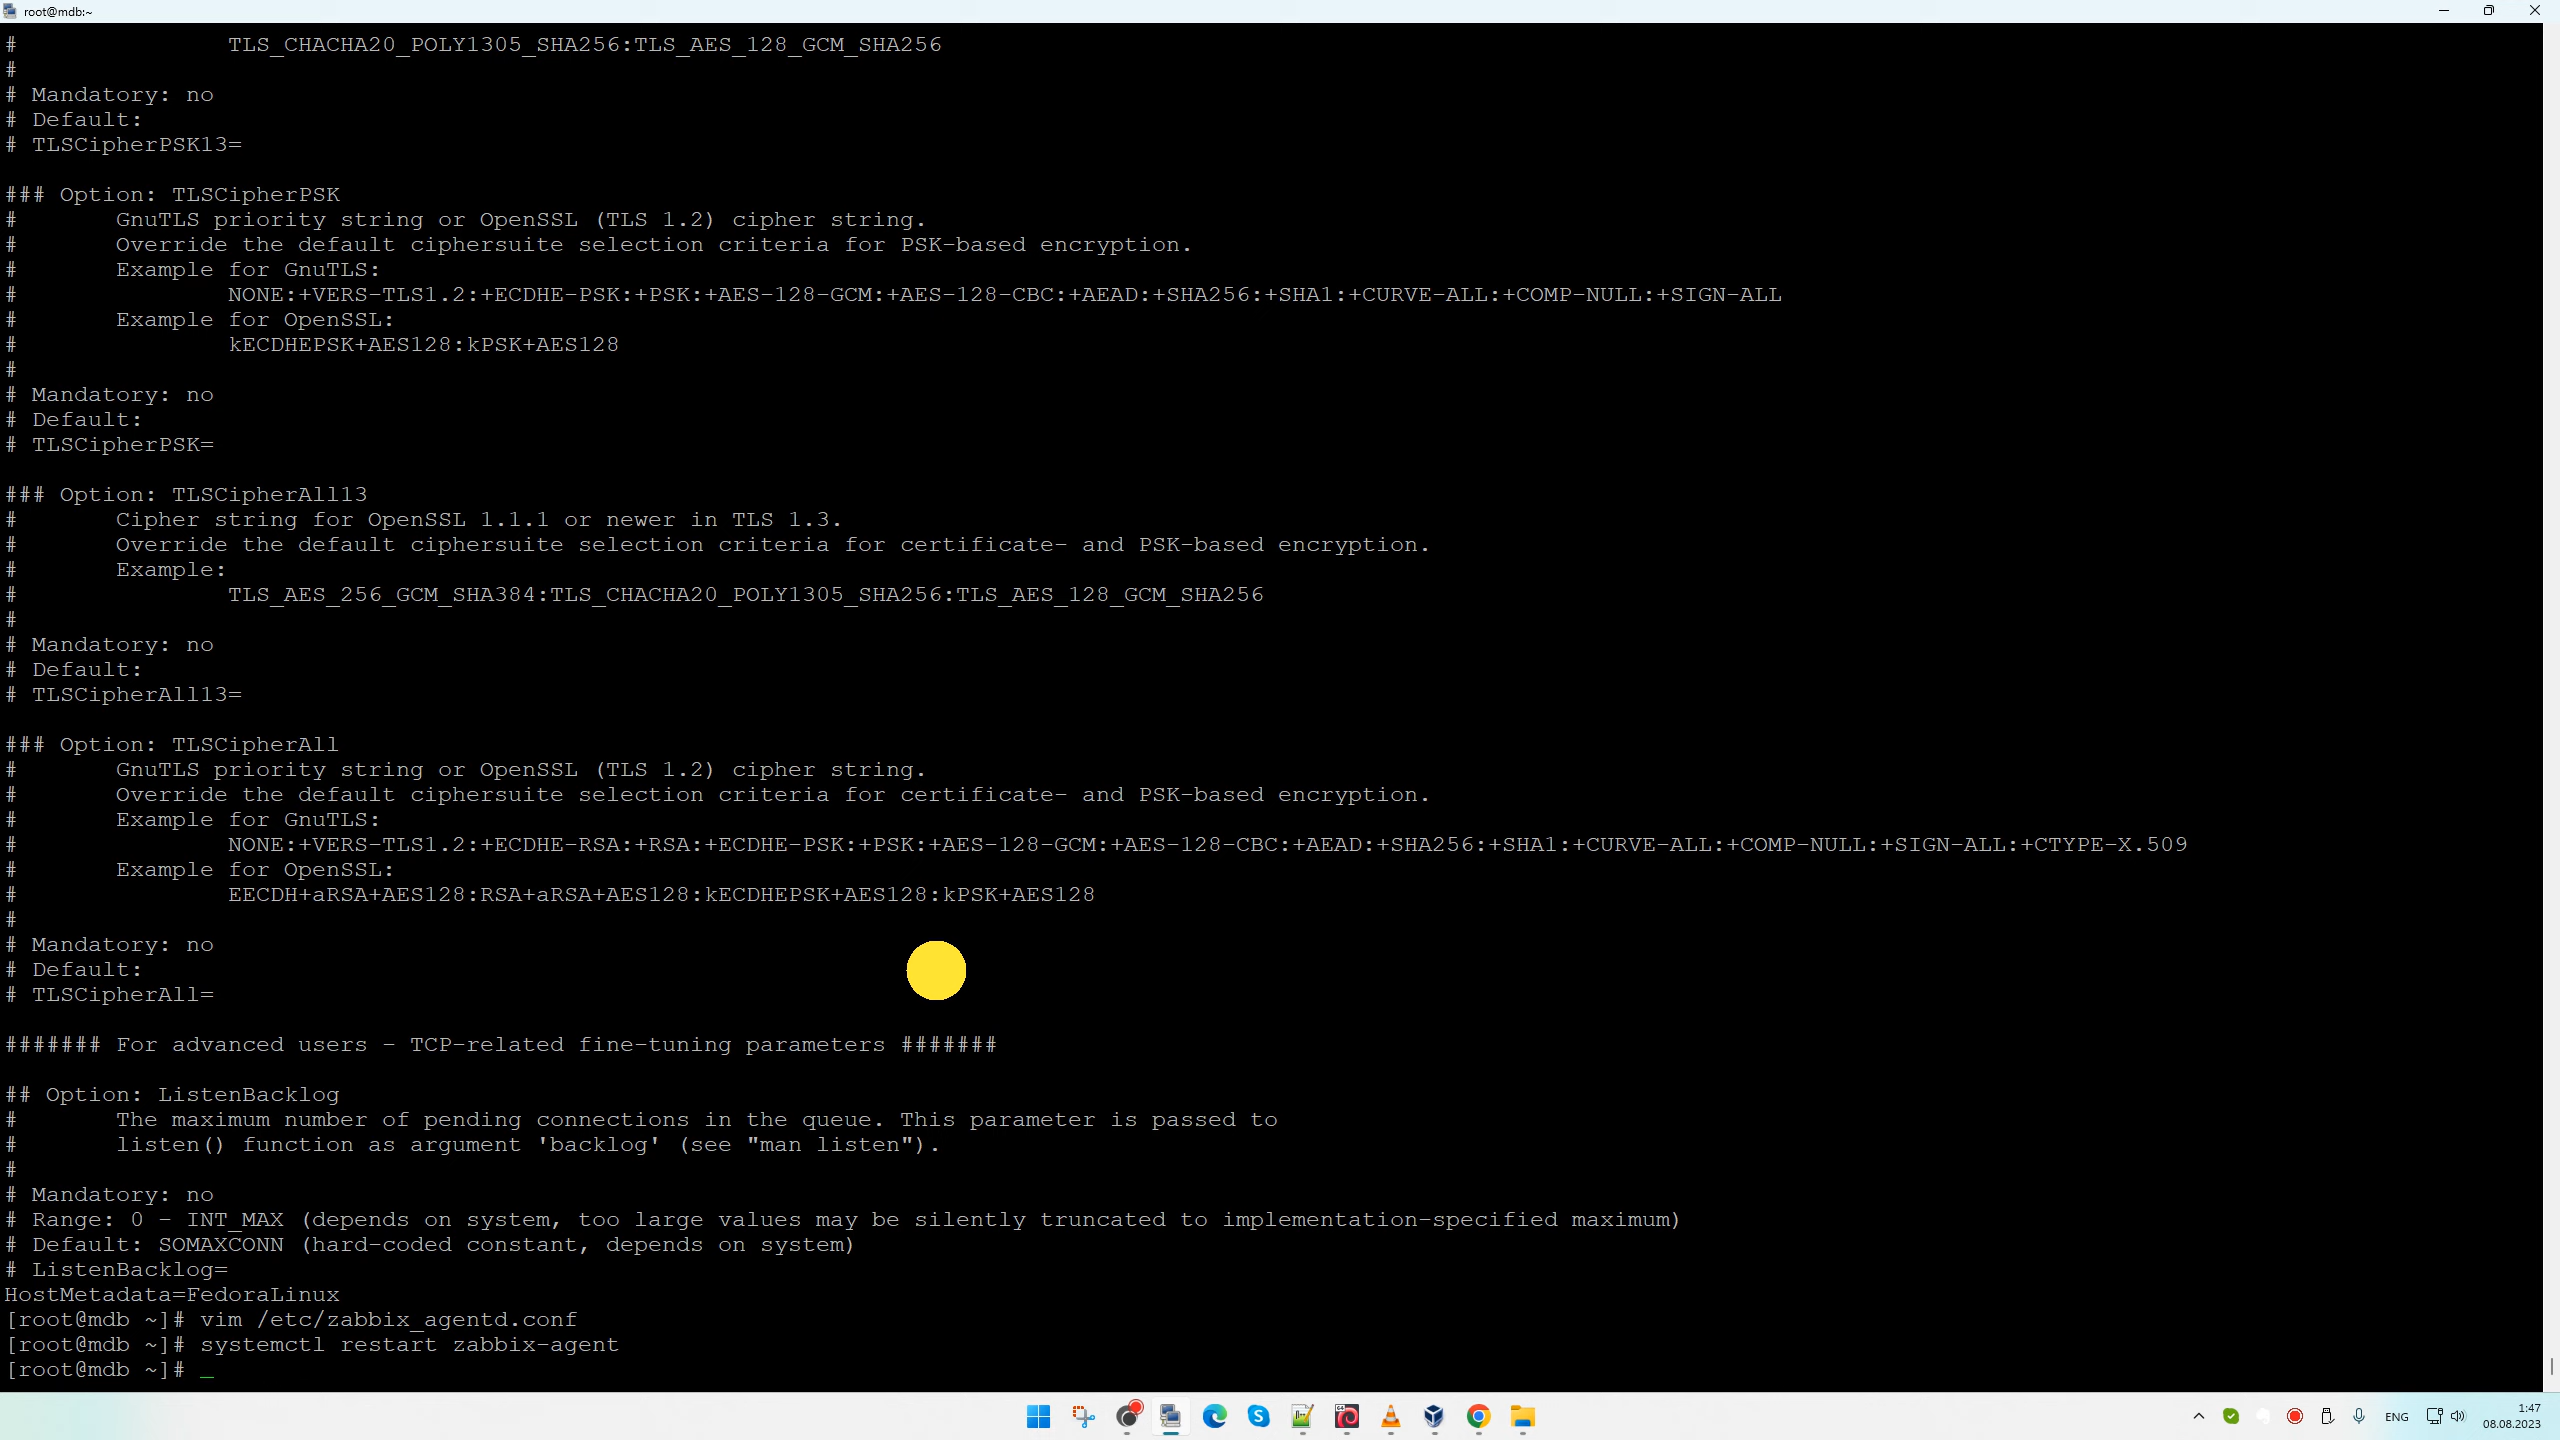 root@mdb:~
# TLS_CHACHA20_POLY1305_SHA256:TLS_AES_128_GCM_SHA256
#
# Mandatory: no
# Default:
# TLSCipherPSK13=
### Option: TLSCipherPSK
# GnuTLS priority string or OpenSSL (TLS 1.2) cipher string.
# Override the default ciphersuite selection criteria for PSK-based encryption.
# Example for GnuTLS:
# NONE:+VERS-TLS1.2:+ECDHE-PSK:+PSK:+AES-128-GCM:+AES-128-CBC:+AEAD:+SHA256:+SHA1:+CURVE-ALL:+COMP-NULL:+SIGN-ALL
# Example for OpenSSL:
# kECDHEPSK+AES128:kPSK+AES128
#
# Mandatory: no
# Default:
# TLSCipherPSK=
### Option: TLSCipherAll13
# Cipher string for OpenSSL 1.1.1 or newer in TLS 1.3.
# Override the default ciphersuite selection criteria for certificate- and PSK-based encryption.
# Example:
# TLS_AES_256_GCM_SHA384:TLS_CHACHA20_POLY1305_SHA256:TLS_AES_128_GCM_SHA256
#
# Mandatory: no
# Default:
# TLSCipherAll13=
### Option: TLSCipherAll
# GnuTLS priority string or OpenSSL (TLS 1.2) cipher string.
# Override the default ciphersuite selection criteria for certificate- and PSK-based encryption.
# Example for GnuTLS:
# NONE:+VERS-TLS1.2:+ECDHE-RSA:+RSA:+ECDHE-PSK:+PSK:+AES-128-GCM:+AES-128-CBC:+AEAD:+SHA256:+SHA1:+CURVE-ALL:+COMP-NULL:+SIGN-ALL:+CTYPE-X.509
# Example for OpenSSL:
# EECDH+aRSA+AES128:RSA+aRSA+AES128:kECDHEPSK+AES128:kPSK+AES128
#
# Mandatory: no
# Default:
# TLSCipherAll=
####### For advanced users - TCP-related fine-tuning parameters #######
## Option: ListenBacklog
# The maximum number of pending connections in the queue. This parameter is passed to
# listen() function as argument 'backlog' (see "man listen").
#
# Mandatory: no
# Range: 0 - INT_MAX (depends on system, too large values may be silently truncated to implementation-specified maximum)
# Default: SOMAXCONN (hard-coded constant, depends on system)
# ListenBacklog=
HostMetadata=FedoraLinux
[root@mdb ~]# vim /etc/zabbix_agentd.conf
[root@mdb ~]# systemctl restart zabbix-agent
[root@mdb ~]# _
ENG
1:47
08.08.2023